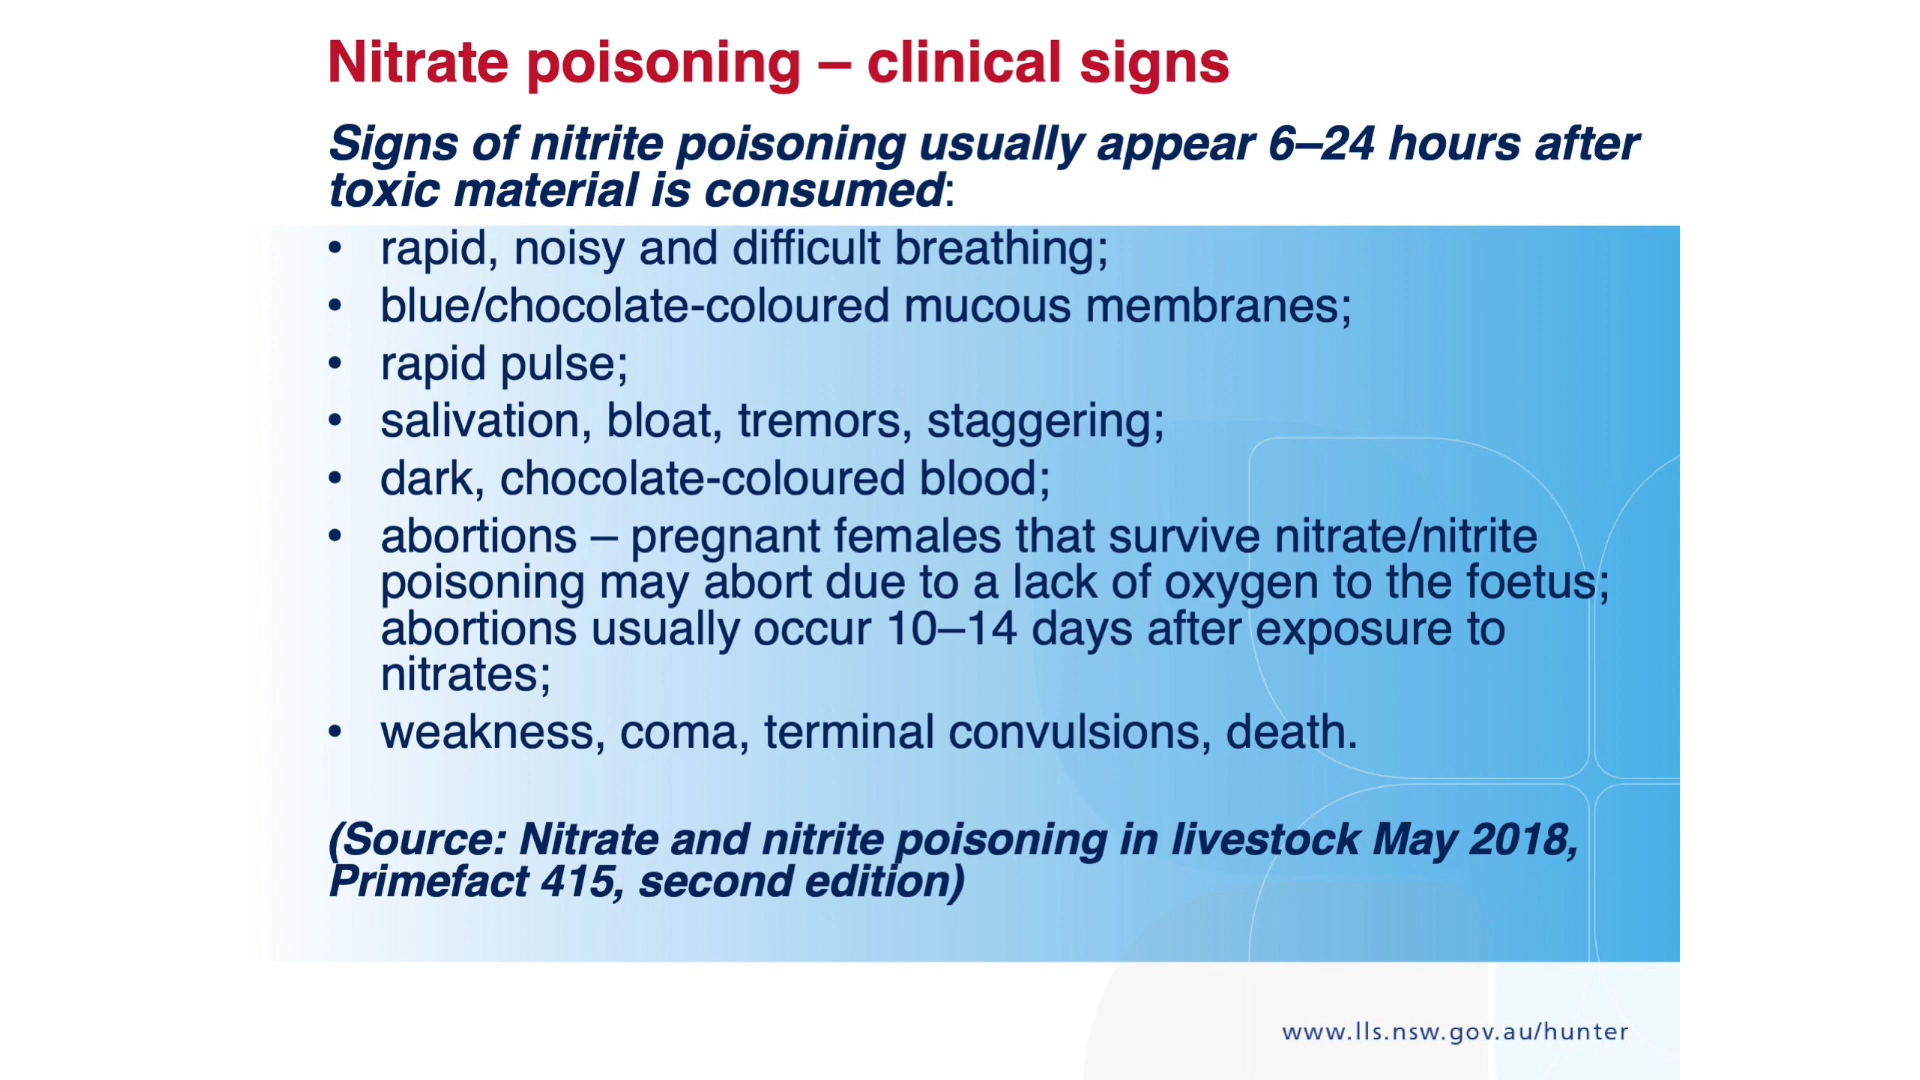 Nitrate poisoning – clinical signs
Signs of nitrite poisoning usually appear 6–24 hours after
toxic material is consumed:
• rapid, noisy and difficult breathing;
• blue/chocolate-coloured mucous membranes;
• rapid pulse;
• salivation, bloat, tremors, staggering;
• dark, chocolate-coloured blood;
• abortions – pregnant females that survive nitrate/nitrite
poisoning may abort due to a lack of oxygen to the foetus;
abortions usually occur 10–14 days after exposure to
nitrates;
• weakness, coma, terminal convulsions, death.
(Source: Nitrate and nitrite poisoning in livestock May 2018,
Primefact 415, second edition)
www.lls.nsw.gov.au/hunter